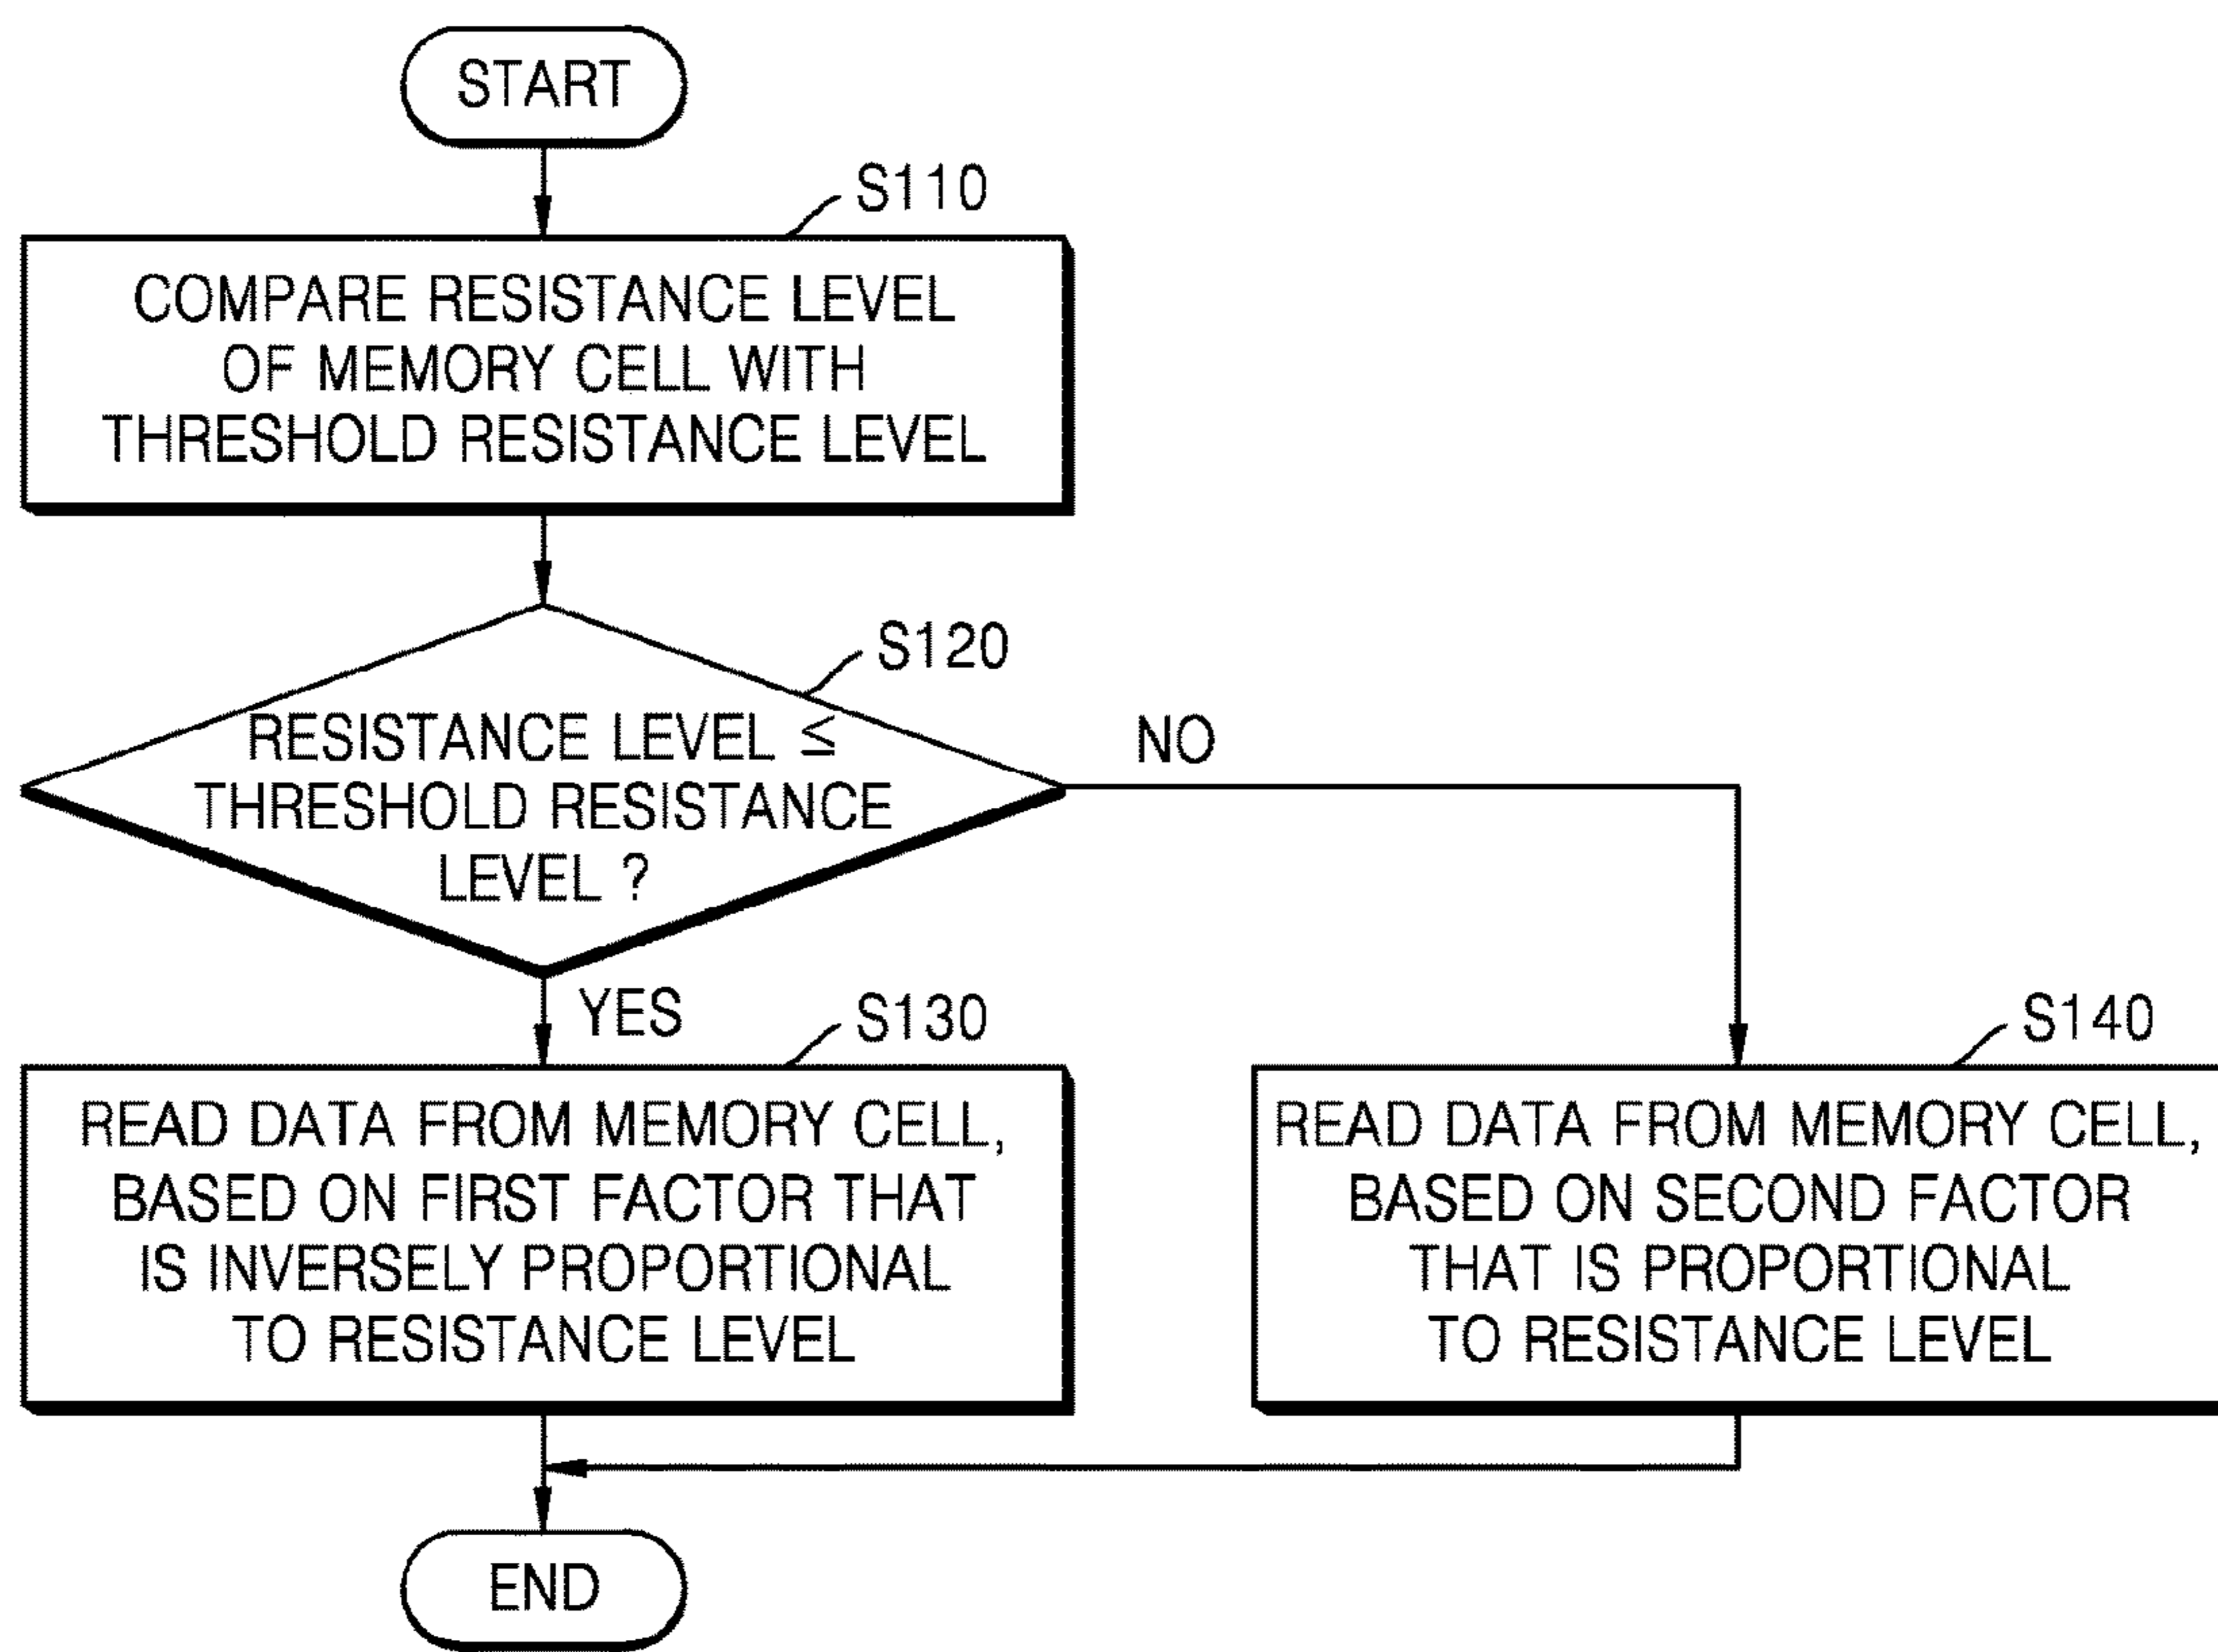 START
S110
COMPARE RESISTANCE LEVEL
OF MEMORY CELL WITH
THRESHOLD RESISTANCE LEVEL
S120
RESISTANCE LEVEL ≦
THRESHOLD RESISTANCE
LEVEL ?
NO
YES
S130
READ DATA FROM MEMORY CELL,
BASED ON FIRST FACTOR THAT
IS INVERSELY PROPORTIONAL
TO RESISTANCE LEVEL
S140
READ DATA FROM MEMORY CELL,
BASED ON SECOND FACTOR
THAT IS PROPORTIONAL
TO RESISTANCE LEVEL
END